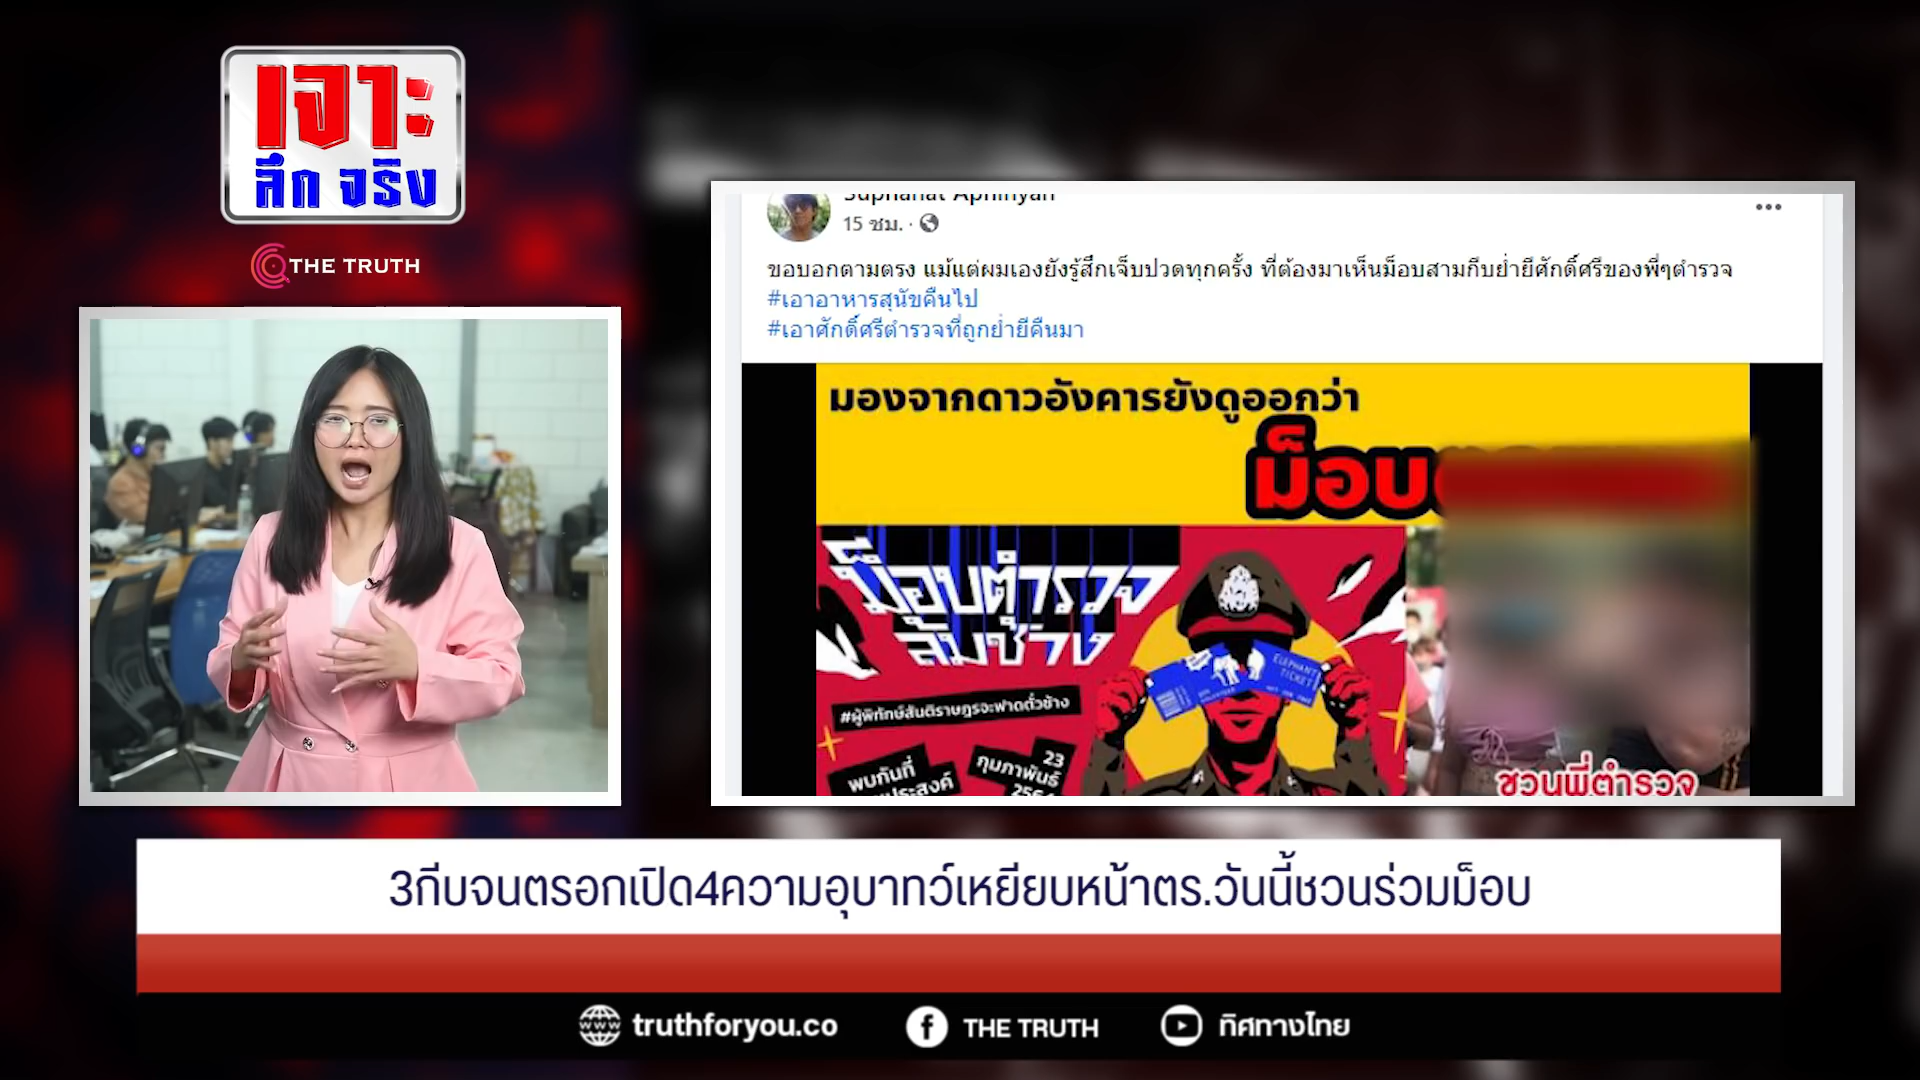 เจาะ
ลึก จริง
THE TRUTH
Suphanat Aphinyan
15 ชม.
ขอบอกตามตรง แม้แต่ผมเองยังรู้สึกเจ็บปวดทุกครั้ง ที่ต้องมาเห็นม็อบสามกีบย่ำยีศักดิ์ศรีของพี่ๆตำรวจ
#เอาอาหารสุนัขคืนไป
#เอาศักดิ์ศรีตำรวจที่ถูกย่ำยีคืนมา
มองจากดาวอังคารยังดูออกว่า
ม็อบ
ม็อบตำรวจ
ล้มช้าง
ELEPHANT
TICKET
#ผู้พิทักษ์สันติราษฎรจะฟาดตั๋วช้าง
พบกันที่
23
กุมภาพันธ์
ชวนพี่ตำรวจ
3กีบจนตรอกเปิด4ความอุบาทว์เหยียบหน้าตร.วันนี้ชวนร่วมม็อบ
www truthforyou.co
THE TRUTH
ทิศทางไทย